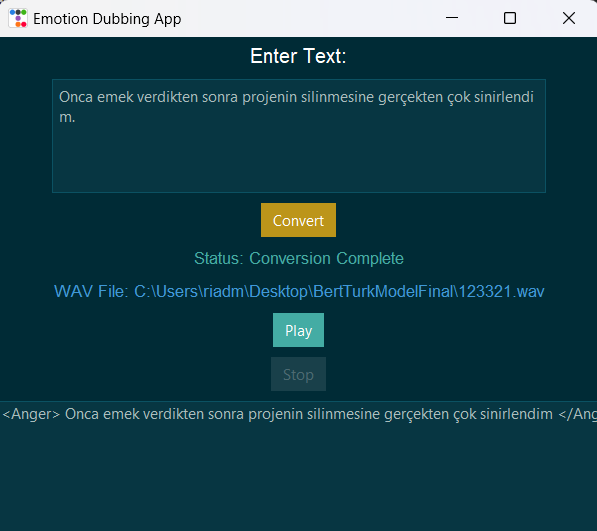 Emotion Dubbing App
Enter Text:
Onca emek verdikten sonra projenin silinmesine gerçekten çok sinirlendi
m.
Convert
Status: Conversion Complete
WAV File: C:\Users\riadm\Desktop\BertTurkModelFinal\123321.wav
Play
Stop
<Anger> Onca emek verdikten sonra projenin silinmesine gerçekten çok sinirlendim </Ang